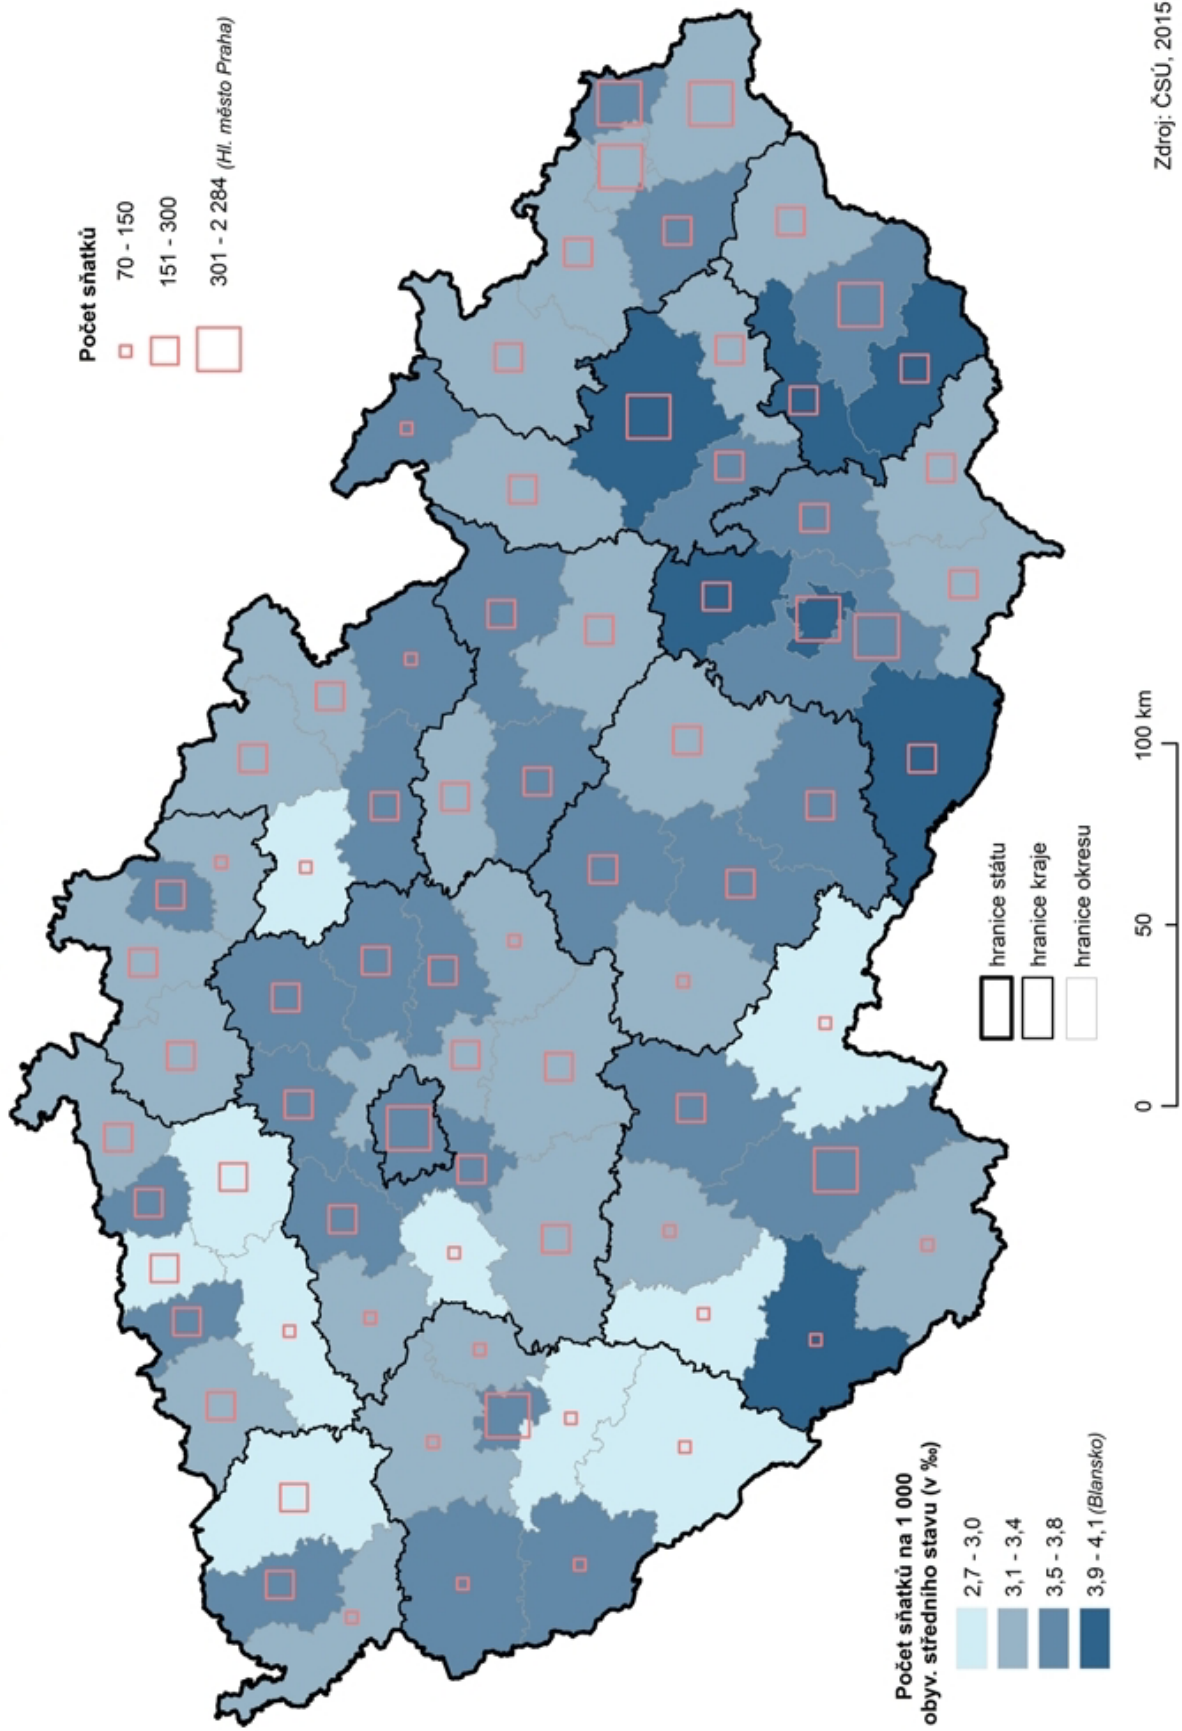 Počet sňatků
70 - 150
151 - 300
301 - 2 284 (Hl. město Praha)
Počet sňatků na 1 000
obyv. středního stavu (v ‰)
2,7 - 3,0
3,1 - 3,4
3,5 - 3,8
3,9 - 4,1 (Blansko)
hranice státu
hranice kraje
hranice okresu
0
50
100 km
Zdroj: ČSÚ, 2015